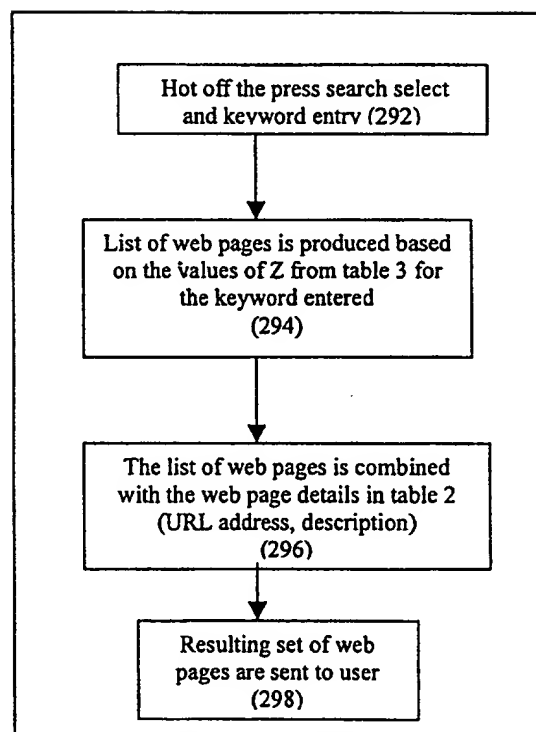 Hot off the press search select
and keyword entry (292)
List of web pages is produced based
on the values of Z from table 3 for
the keyword entered
(294)
The list of web pages is combined
with the web page details in table 2
(URL address, description)
(296)
Resulting set of web
pages are sent to user
(298)